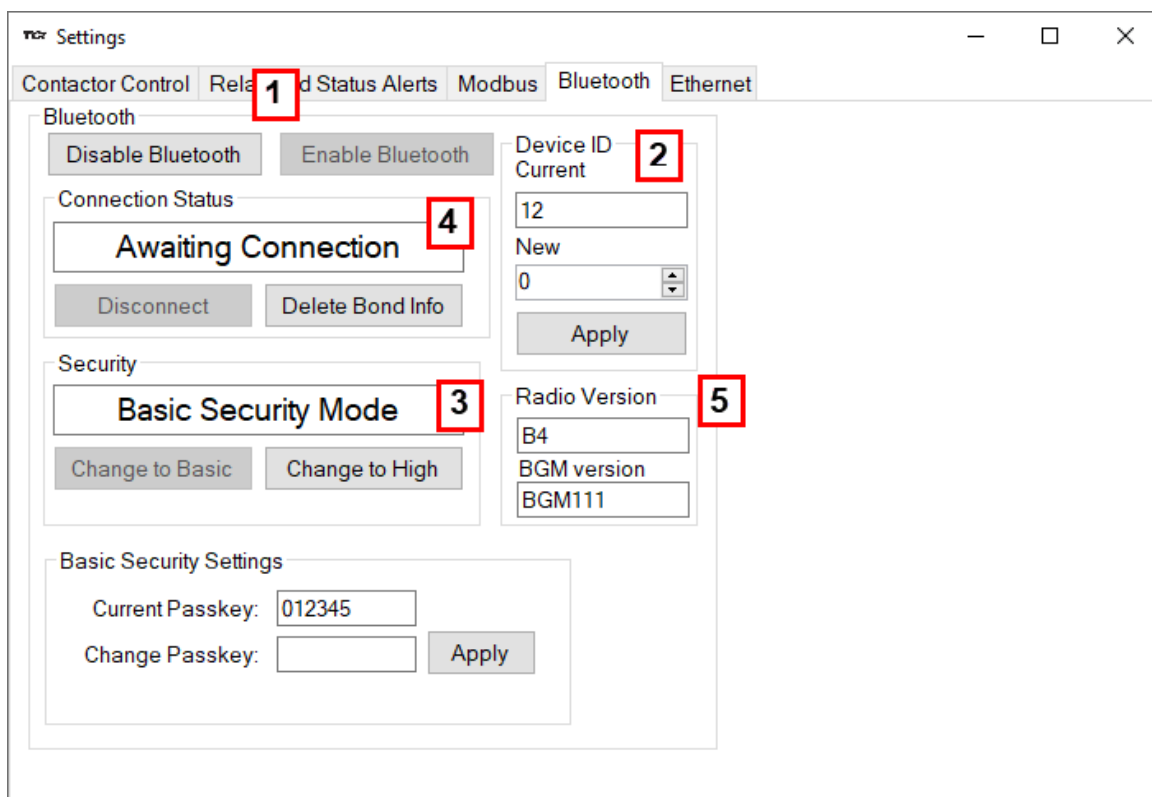 TCI Settings
Contactor Control Rela d Status Alerts Modbus Bluetooth Ethernet
1
Bluetooth
Disable Bluetooth Enable Bluetooth
Device ID 2
Current
12
New
0
Apply
Connection Status
4
Awaiting Connection
Disconnect Delete Bond Info
Security
3
Basic Security Mode
Change to Basic Change to High
Radio Version 5
B4
BGM version
BGM111
Basic Security Settings
Current Passkey: 012345
Change Passkey: Apply